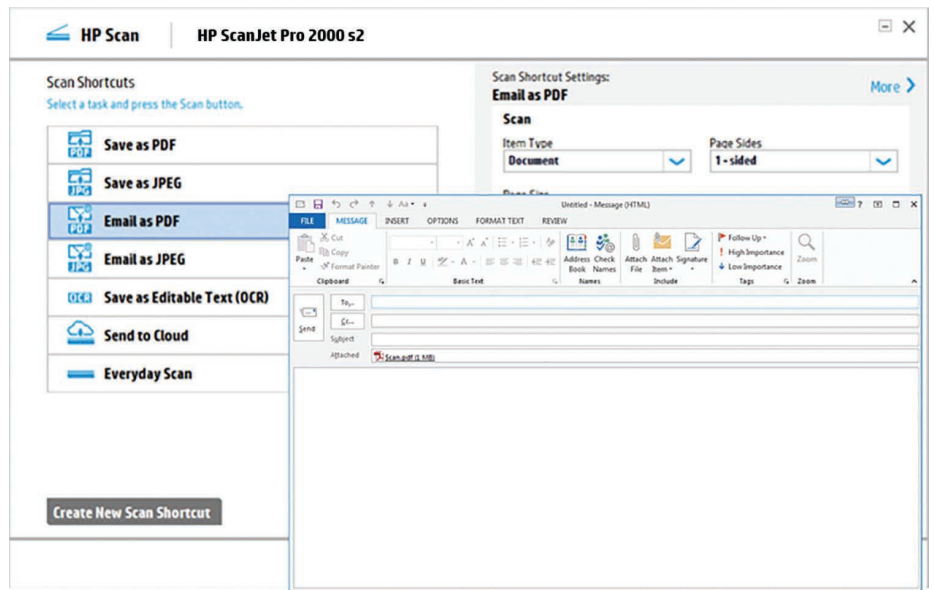 HP Scan
HP ScanJet Pro 2000 s2
Scan Shortcuts
Select a task and press the Scan button.
Save as PDF
Save as JPEG
Email as PDF
Email as JPEG
Save as Editable Text (OCR)
Send to Cloud
Everyday Scan
Create New Scan Shortcut
Scan Shortcut Settings:
Email as PDF
More
Scan
Item Type
Page Sides
Document
1 - sided
Page Size
Untitled - Message (HTML)
FILE MESSAGE INSERT OPTIONS FORMAT TEXT REVIEW
Paste
Cut
Copy
Format Painter
Clipboard
B I U
Basic Text
Address Book
Check Names
Names
Attach File
Attach Item
Signature
Include
Follow Up
High Importance
Low Importance
Tags
Zoom
Zoom
Send
To...
Cc...
Subject
Attached
Scan.pdf (1 MB)